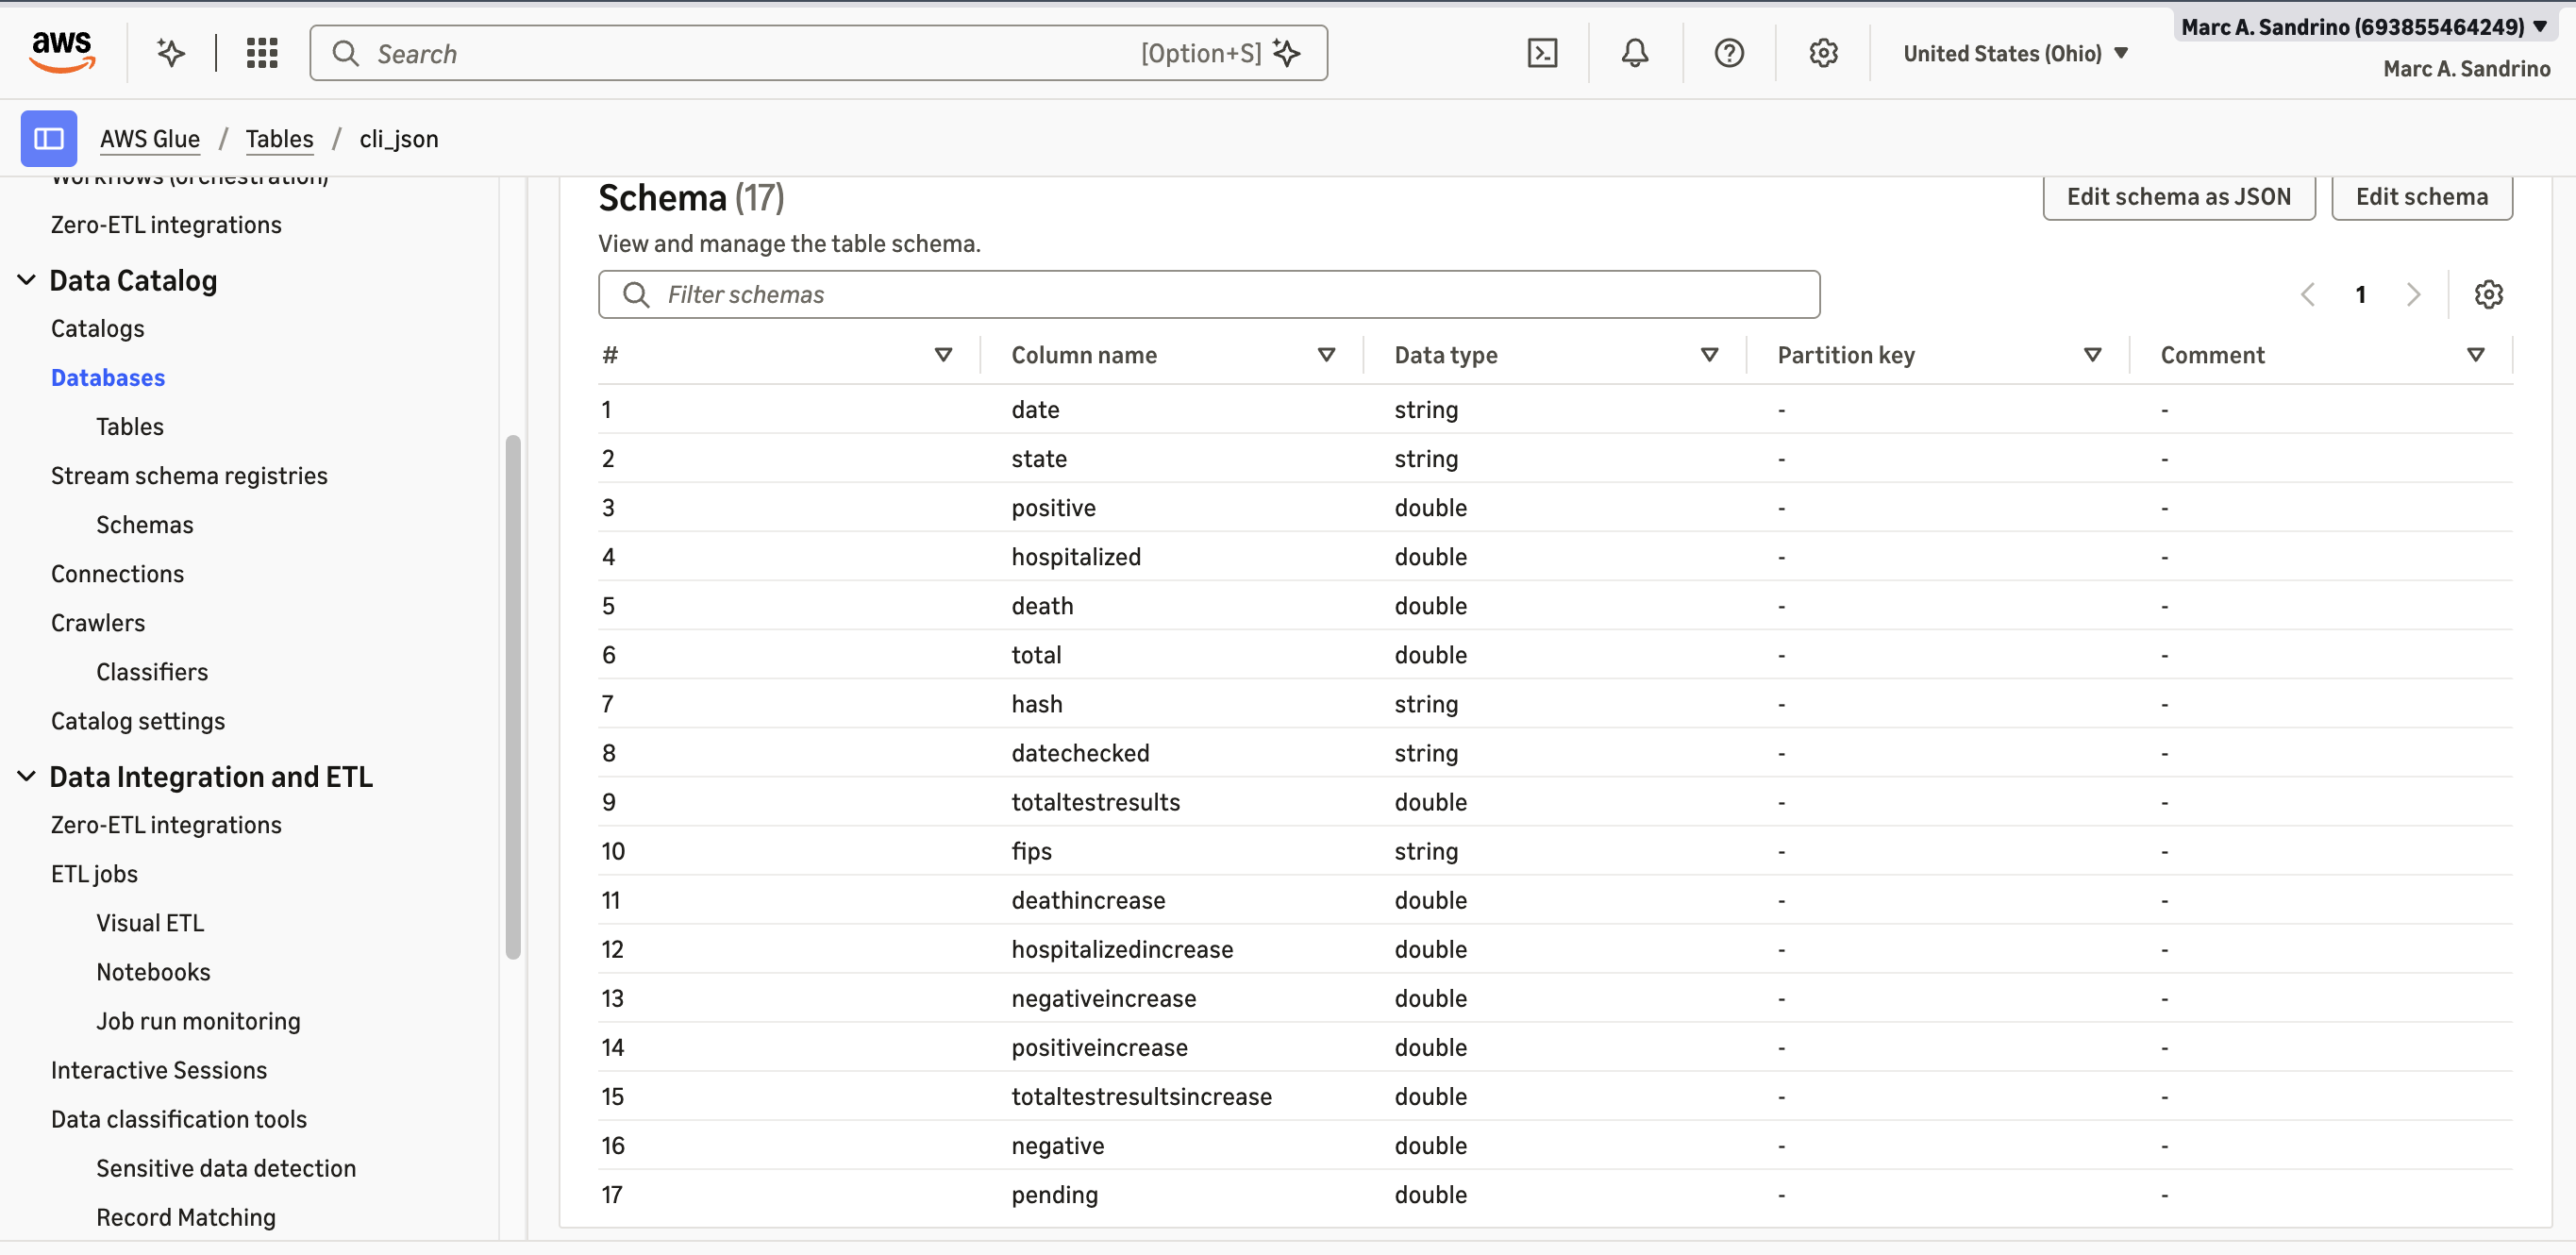 aws
Search [Option+S]
United States (Ohio)
Marc A. Sandrino (693855464249)
Marc A. Sandrino
AWS Glue / Tables / cli_json
Workflows (orchestration)
Zero-ETL integrations
Data Catalog
Catalogs
Databases
Tables
Stream schema registries
Schemas
Connections
Crawlers
Classifiers
Catalog settings
Data Integration and ETL
Zero-ETL integrations
ETL jobs
Visual ETL
Notebooks
Job run monitoring
Interactive Sessions
Data classification tools
Sensitive data detection
Record Matching
Schema (17)
Edit schema as JSON
Edit schema
View and manage the table schema.
Filter schemas
1
# Column name Data type Partition key Comment
1 date string - -
2 state string - -
3 positive double - -
4 hospitalized double - -
5 death double - -
6 total double - -
7 hash string - -
8 datechecked string - -
9 totaltestresults double - -
10 fips string - -
11 deathincrease double - -
12 hospitalizedincrease double - -
13 negativeincrease double - -
14 positiveincrease double - -
15 totaltestresultsincrease double - -
16 negative double - -
17 pending double - -